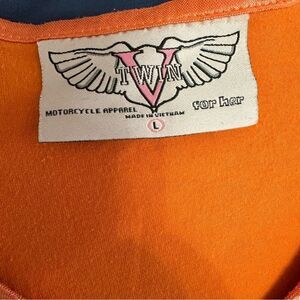 V
TWIN
MOTORCYCLE APPAREL
for her
MADE IN VIETNAM
L